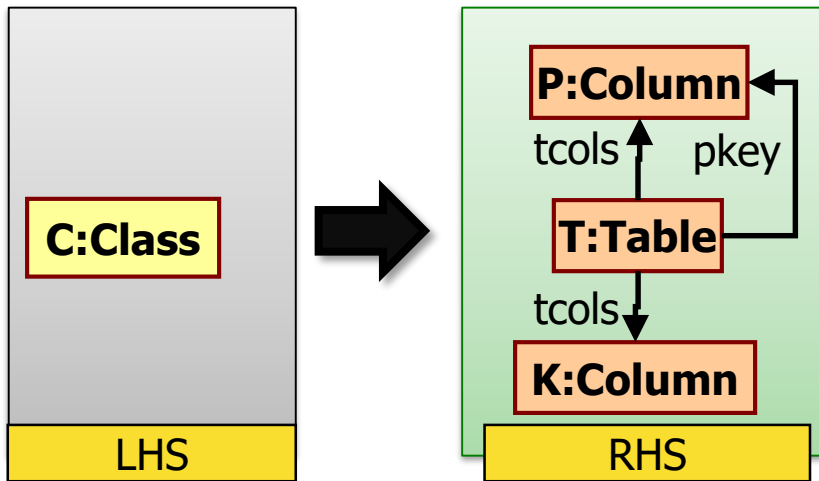 C:Class
LHS
P:Column
tcols
pkey
T:Table
tcols
K:Column
RHS